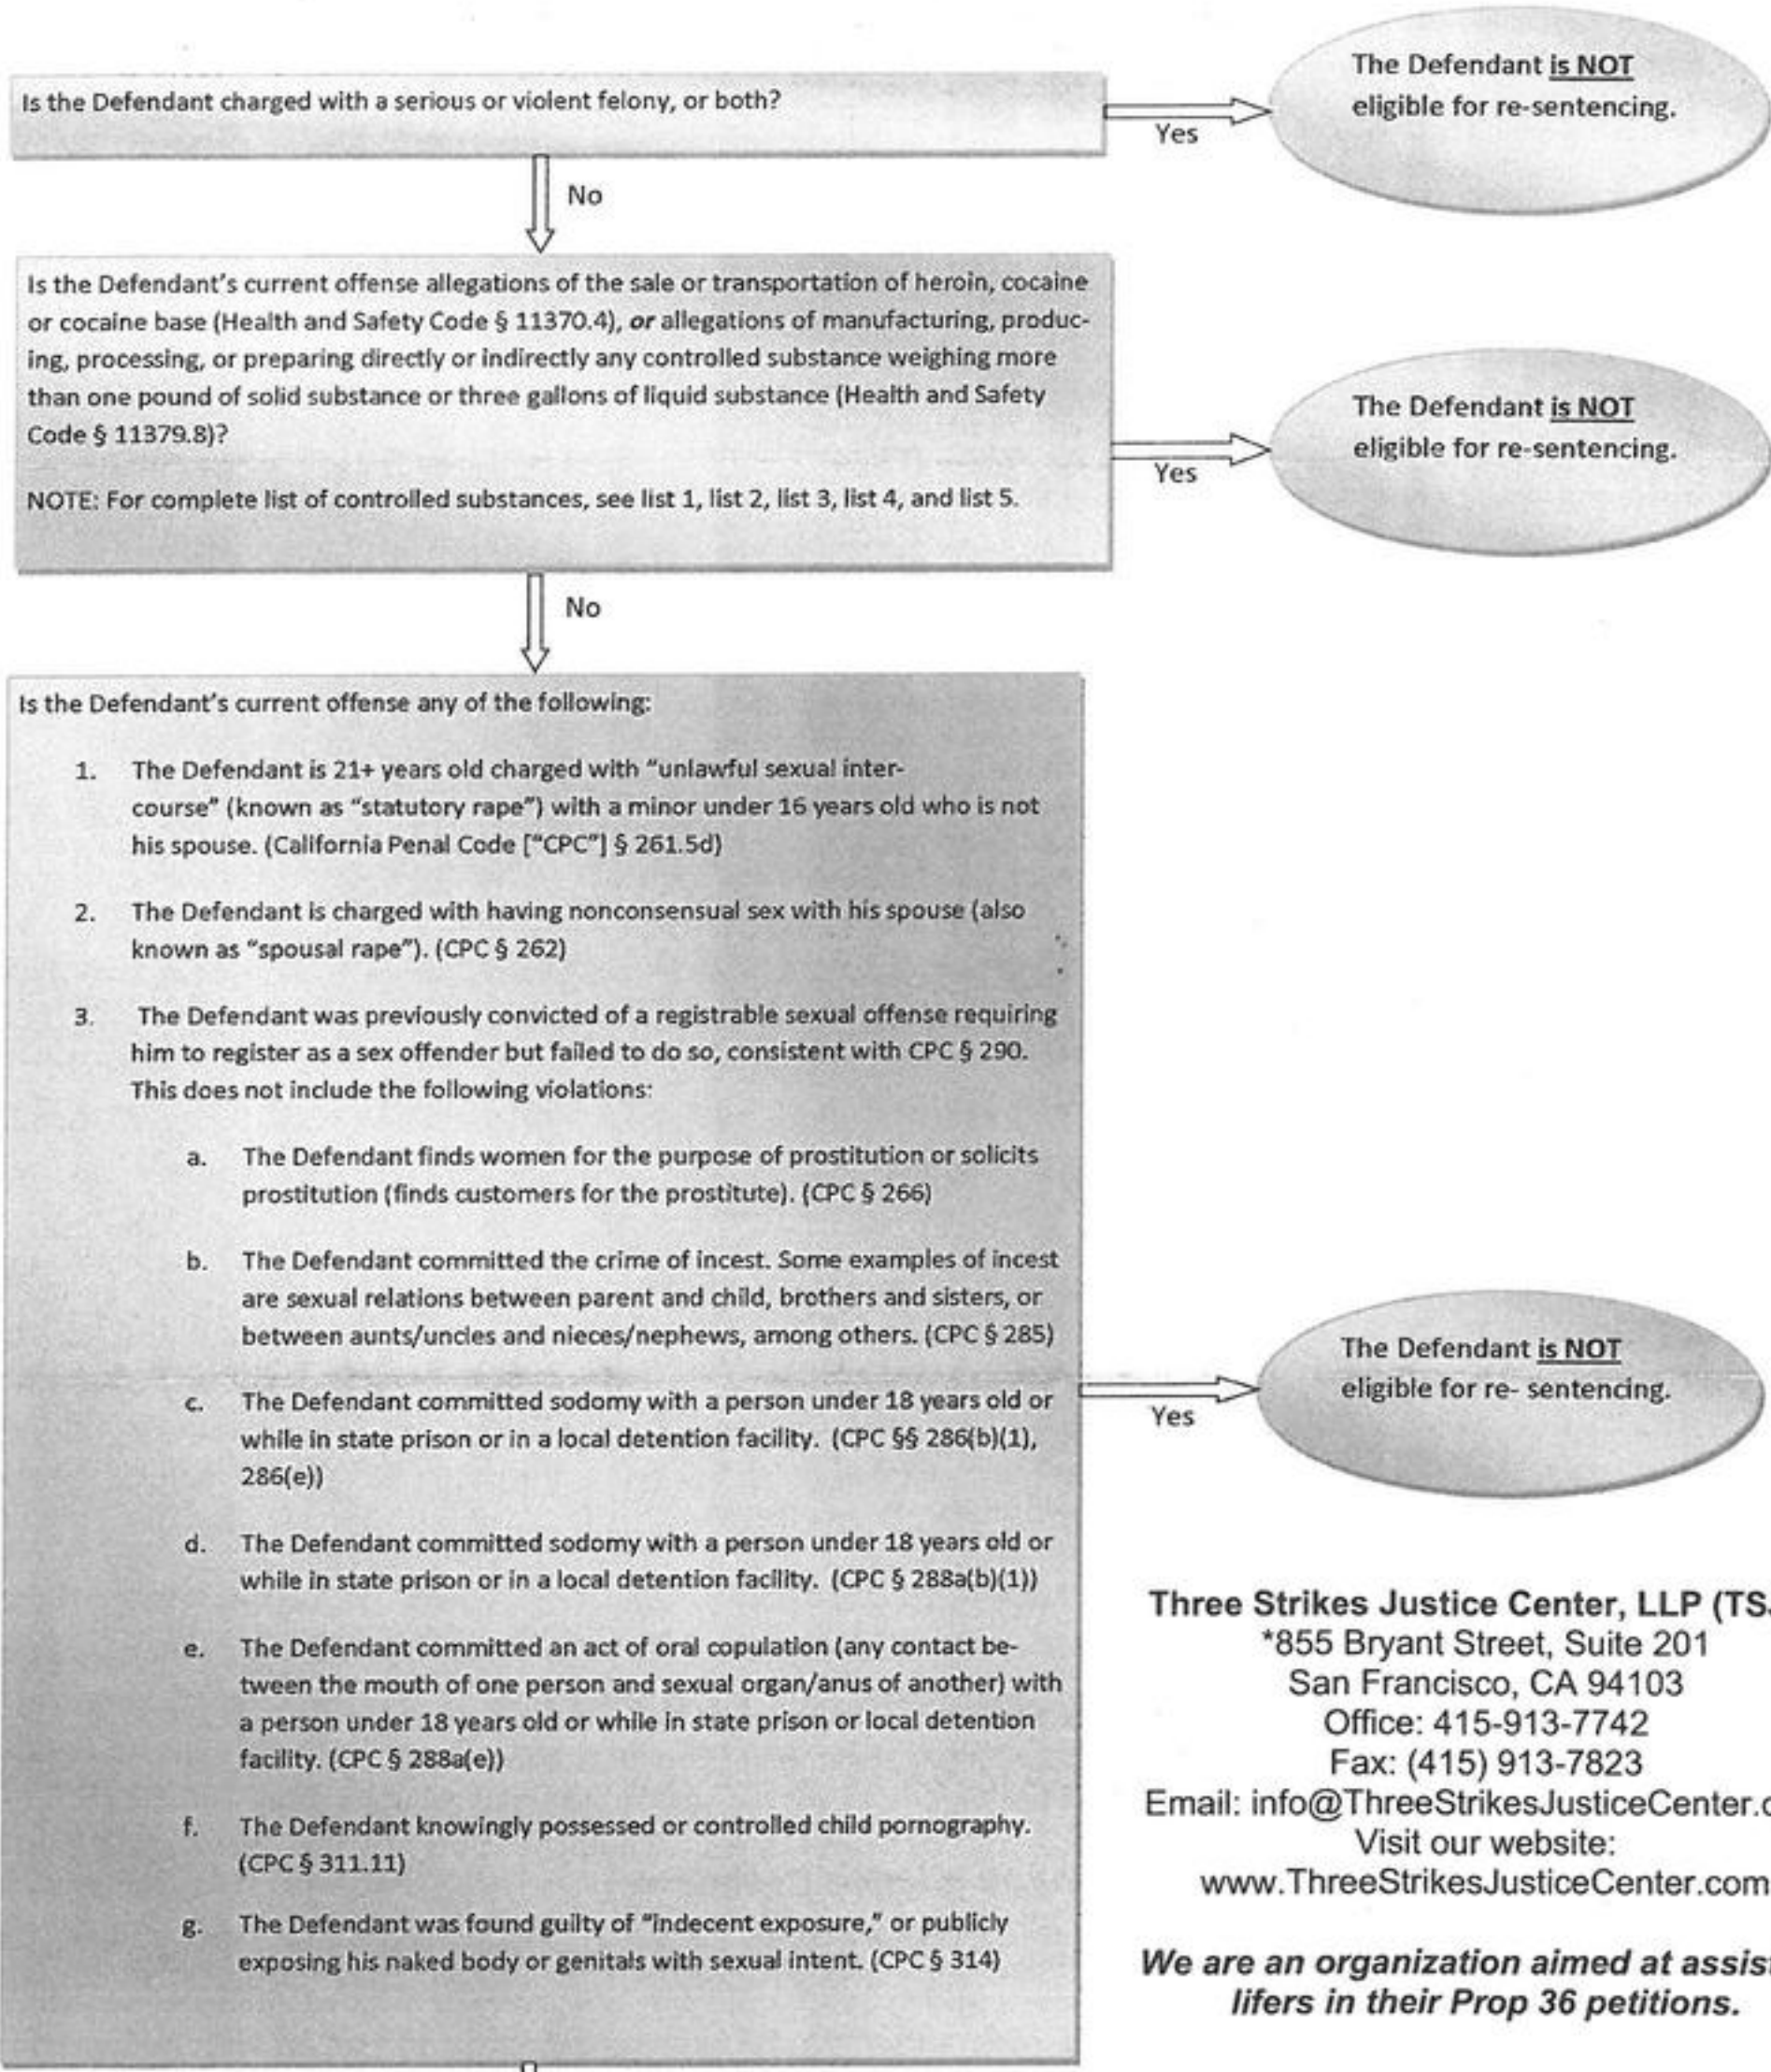 Is the Defendant charged with a serious or violent felony, or both?
Yes
The Defendant is NOT
eligible for re-sentencing.
No
Is the Defendant's current offense allegations of the sale or transportation of heroin, cocaine
or cocaine base (Health and Safety Code § 11370.4), or allegations of manufacturing, produc-
ing, processing, or preparing directly or indirectly any controlled substance weighing more
than one pound of solid substance or three gallons of liquid substance (Health and Safety
Code § 11379.8)?
NOTE: For complete list of controlled substances, see list 1, list 2, list 3, list 4, and list 5.
Yes
The Defendant is NOT
eligible for re-sentencing.
No
Is the Defendant's current offense any of the following:
1. The Defendant is 21+ years old charged with "unlawful sexual inter-
course" (known as "statutory rape") with a minor under 16 years old who is not
his spouse. (California Penal Code ["CPC"] § 261.5d)
2. The Defendant is charged with having nonconsensual sex with his spouse (also
known as "spousal rape"). (CPC § 262)
3. The Defendant was previously convicted of a registrable sexual offense requiring
him to register as a sex offender but failed to do so, consistent with CPC § 290.
This does not include the following violations:
a. The Defendant finds women for the purpose of prostitution or solicits
prostitution (finds customers for the prostitute). (CPC § 266)
b. The Defendant committed the crime of incest. Some examples of incest
are sexual relations between parent and child, brothers and sisters, or
between aunts/uncles and nieces/nephews, among others. (CPC § 285)
c. The Defendant committed sodomy with a person under 18 years old or
while in state prison or in a local detention facility. (CPC §§ 286(b)(1),
286(e))
d. The Defendant committed sodomy with a person under 18 years old or
while in state prison or in a local detention facility. (CPC § 288a(b)(1))
e. The Defendant committed an act of oral copulation (any contact be-
tween the mouth of one person and sexual organ/anus of another) with
a person under 18 years old or while in state prison or local detention
facility. (CPC § 288a(e))
f. The Defendant knowingly possessed or controlled child pornography.
(CPC § 311.11)
g. The Defendant was found guilty of "indecent exposure," or publicly
exposing his naked body or genitals with sexual intent. (CPC § 314)
Yes
The Defendant is NOT
eligible for re- sentencing.
Three Strikes Justice Center, LLP (TS
*855 Bryant Street, Suite 201
San Francisco, CA 94103
Office: 415-913-7742
Fax: (415) 913-7823
Email: info@ThreeStrikesJusticeCenter.c
Visit our website:
www.ThreeStrikesJusticeCenter.com
We are an organization aimed at assis
lifers in their Prop 36 petitions.